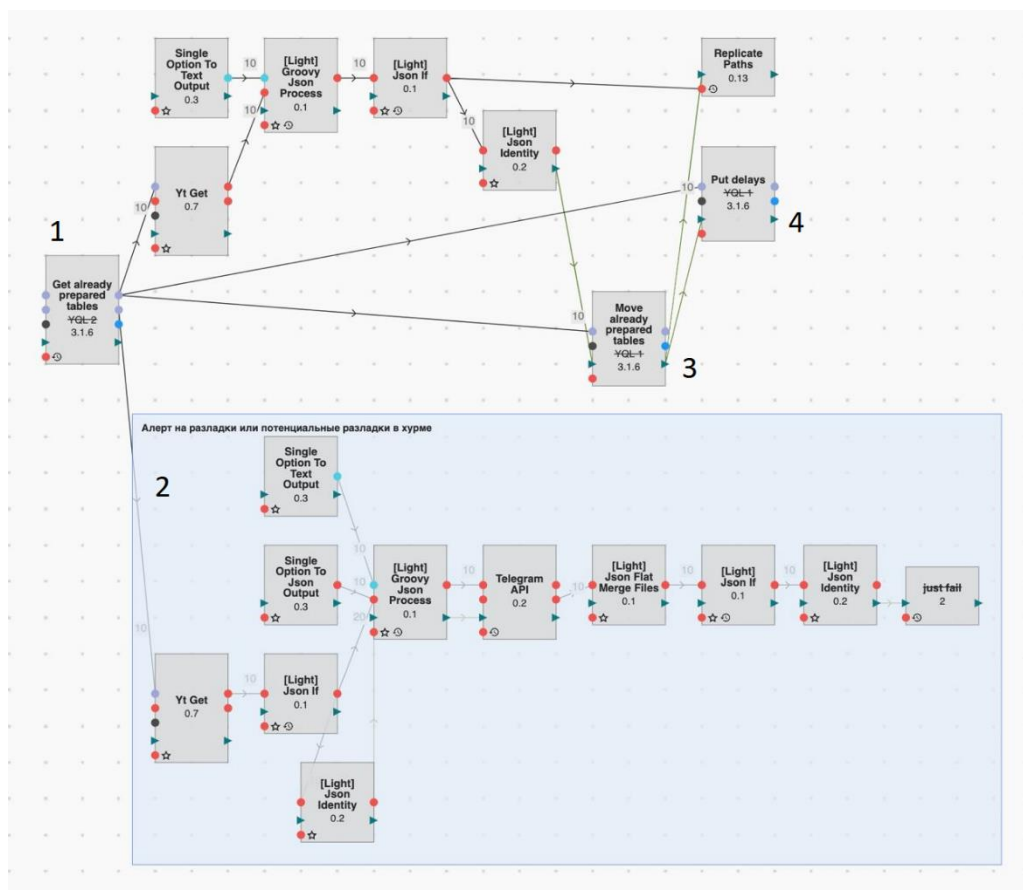 Single
Option To
Text
Output
0.3
10
[Light]
Groovy
Json
Process
0.1
10
[Light]
Json If
0.1
Replicate
Paths
0.13
10
10
[Light]
Json
Identity
0.2
Yt Get
0.7
10
10
Put delays
YQL 1
3.1.6
4
1
Get already
prepared
tables
YQL 2
3.1.6
10
Move
already
prepared
tables
YQL 1
3.1.6
3
Алерт на разладки или потенциальные разладки в хурме
2
Single
Option To
Text
Output
0.3
10
Single
Option To
Json
Output
0.3
10
20
[Light]
Groovy
Json
Process
0.1
10
Telegram
API
0.2
10
[Light]
Json Flat
Merge Files
0.1
10
[Light]
Json If
0.1
10
[Light]
Json
Identity
0.2
just fail
2
10
Yt Get
0.7
10
[Light]
Json If
0.1
[Light]
Json
Identity
0.2